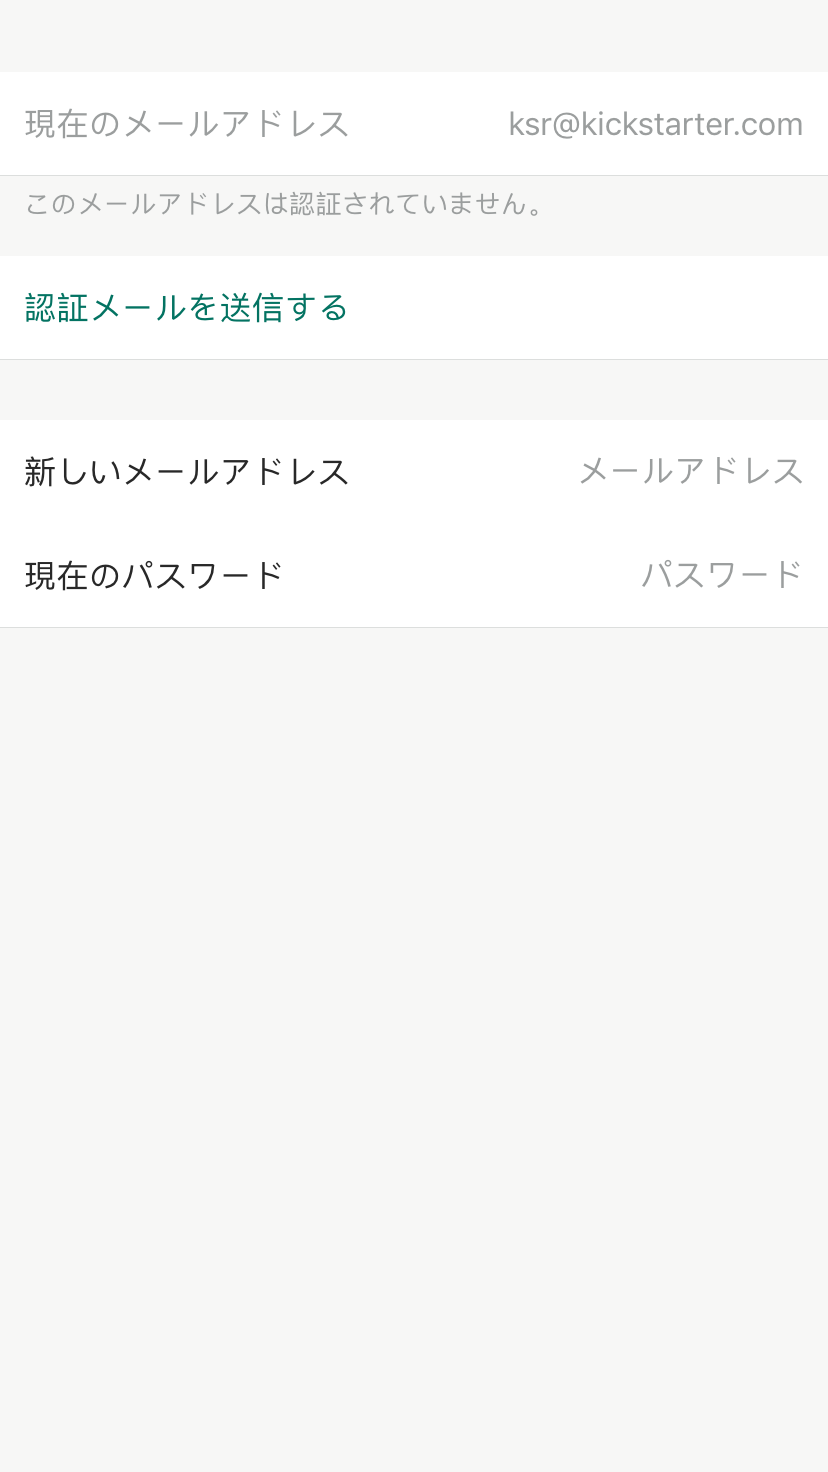 現在のメールアドレス ksr@kickstarter.com
このメールアドレスは認証されていません。
認証メールを送信する
新しいメールアドレス メールアドレス
現在のパスワード パスワード